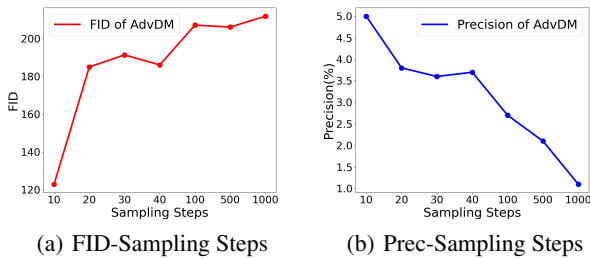 FID of AdvDM
FID
200
180
160
140
120
10 20 30 40 100 500 1000
Sampling Steps
(a) FID-Sampling Steps
Precision of AdvDM
Precision(%)
5.0
4.5
4.0
3.5
3.0
2.5
2.0
1.5
1.0
10 20 30 40 100 500 1000
Sampling Steps
(b) Prec-Sampling Steps